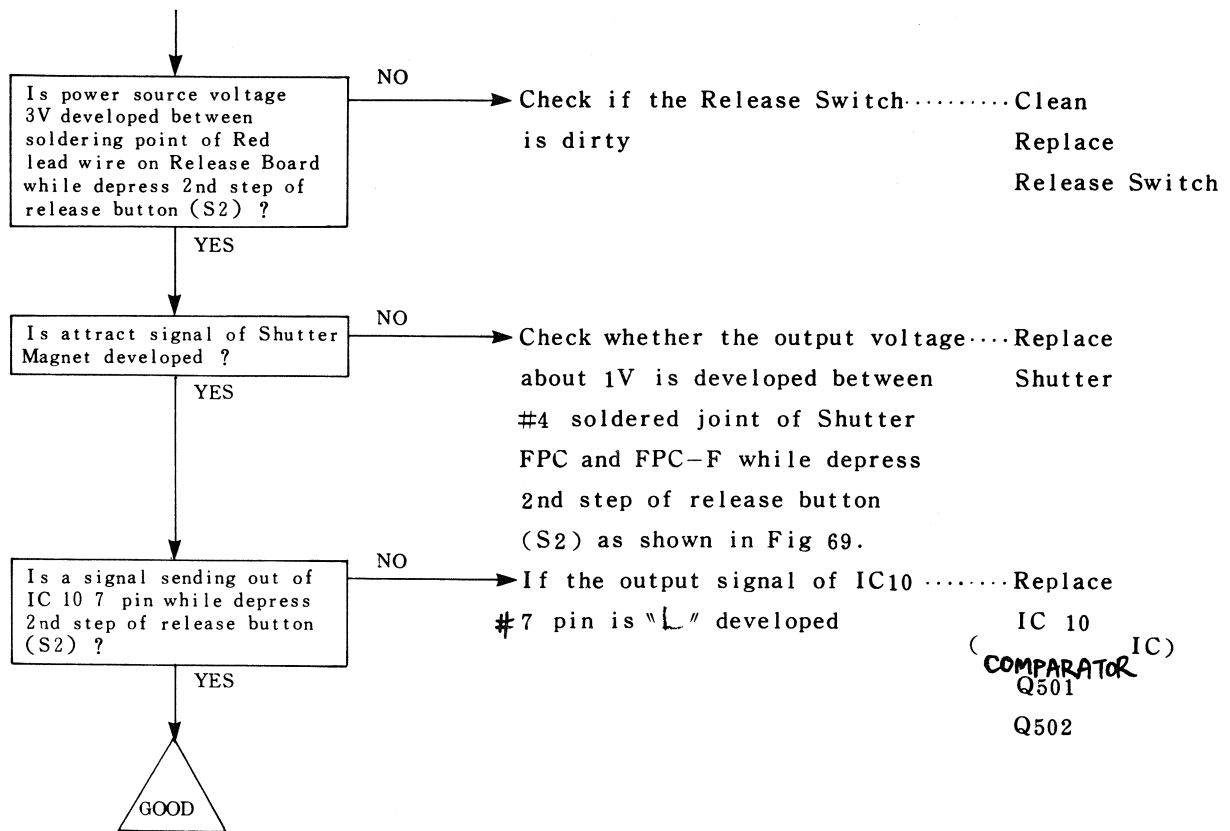 Is power source voltage
3V developed between
soldering point of Red
lead wire on Release Board
while depress 2nd step of
release button (S2) ?
NO
Check if the Release Switch·········· Clean
is dirty
Replace
Release Switch
YES
Is attract signal of Shutter
Magnet developed ?
NO
Check whether the output voltage···· Replace
about 1V is developed between
Shutter
#4 soldered joint of Shutter
FPC and FPC-F while depress
2nd step of release button
(S2) as shown in Fig 69.
YES
Is a signal sending out of
IC 10 7 pin while depress
2nd step of release button
(S2) ?
NO
If the output signal of IC10 ········ Replace
#7 pin is "L" developed
IC 10
(COMPARATOR IC)
Q501
Q502
YES
GOOD